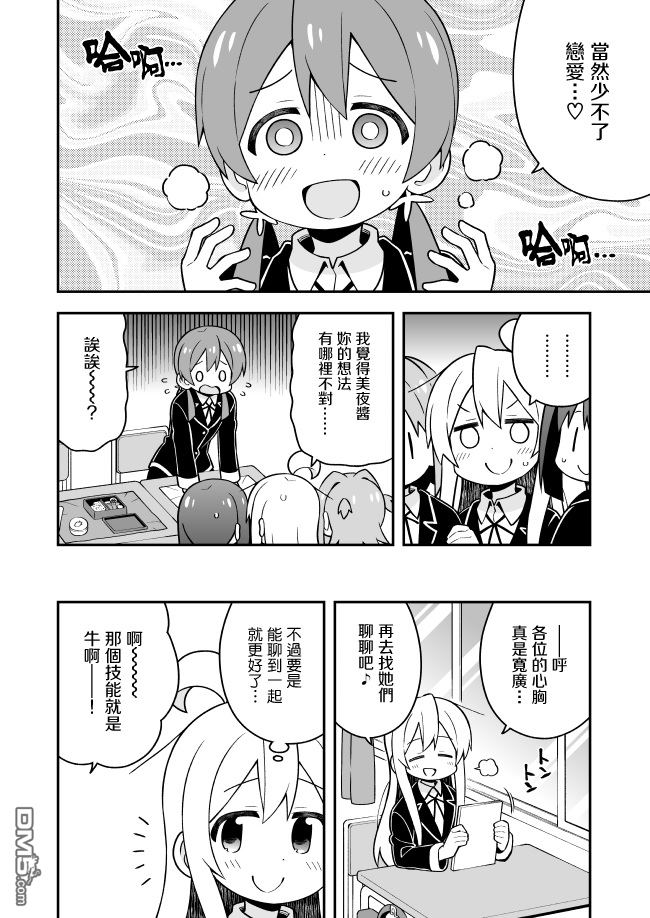 當然少不了
戀愛…♡
哈啊…
哈啊…
…………
…………
我覺得美夜醬
妳的想法
有哪裡不對……
誒誒～～～？
——呼
各位的心胸
真是寬廣…
再去找她們
聊聊吧♪
トン
トン
不過要是
能聊到一起
就更好了…
啊～～～～
那個技能就是
牛啊——！
DM5.com